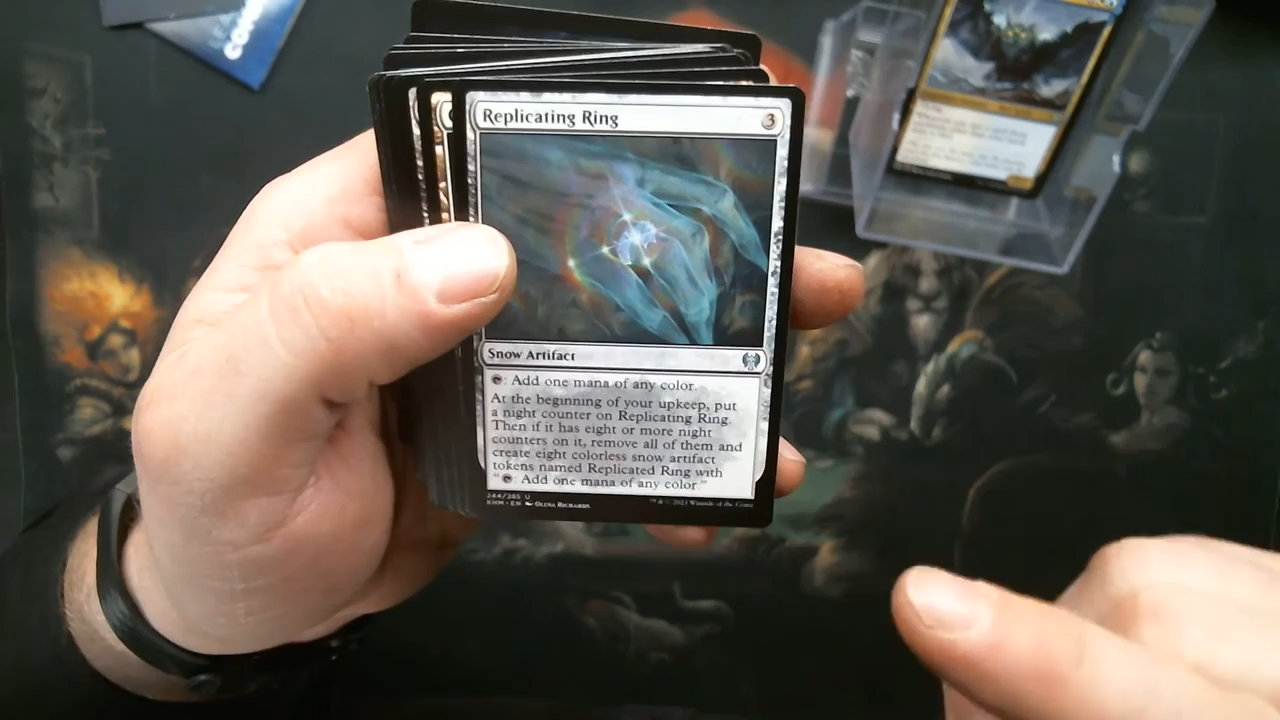 Replicating Ring 3
Snow Artifact
: Add one mana of any color.
At the beginning of your upkeep, put
a night counter on Replicating Ring.
Then if it has eight or more night
counters on it, remove all of them and
create eight colorless snow artifact
tokens named Replicated Ring with
“ : Add one mana of any color.”
244/285 U
KHM • EN Olena Richards
™ & © 2021 Wizards of the Coast